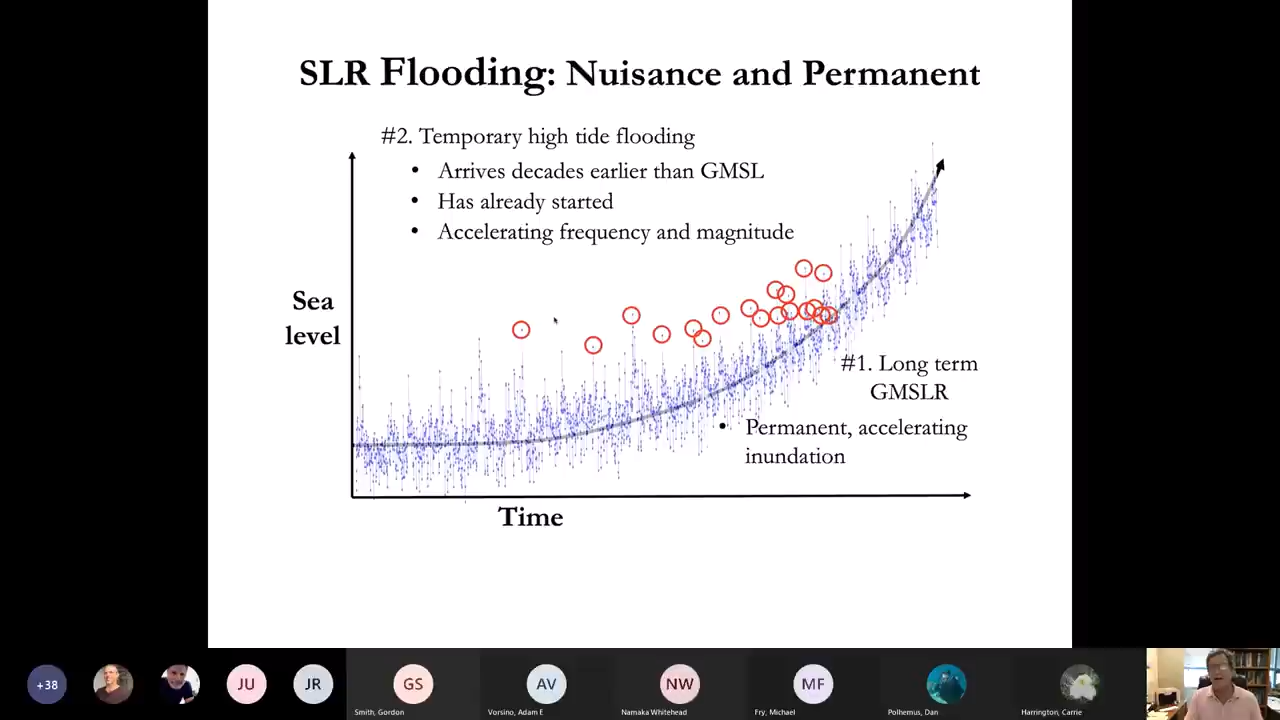 SLR Flooding: Nuisance and Permanent
#2. Temporary high tide flooding
• Arrives decades earlier than GMSL
• Has already started
• Accelerating frequency and magnitude
Sea
level
#1. Long term
GMSLR
• Permanent, accelerating
inundation
Time
+38
JU
JR
GS
AV
NW
MF
Smith, Gordon
Vorsino, Adam E
Namaka Whitehead
Fry, Michael
Polhemus, Dan
Harrington, Carrie